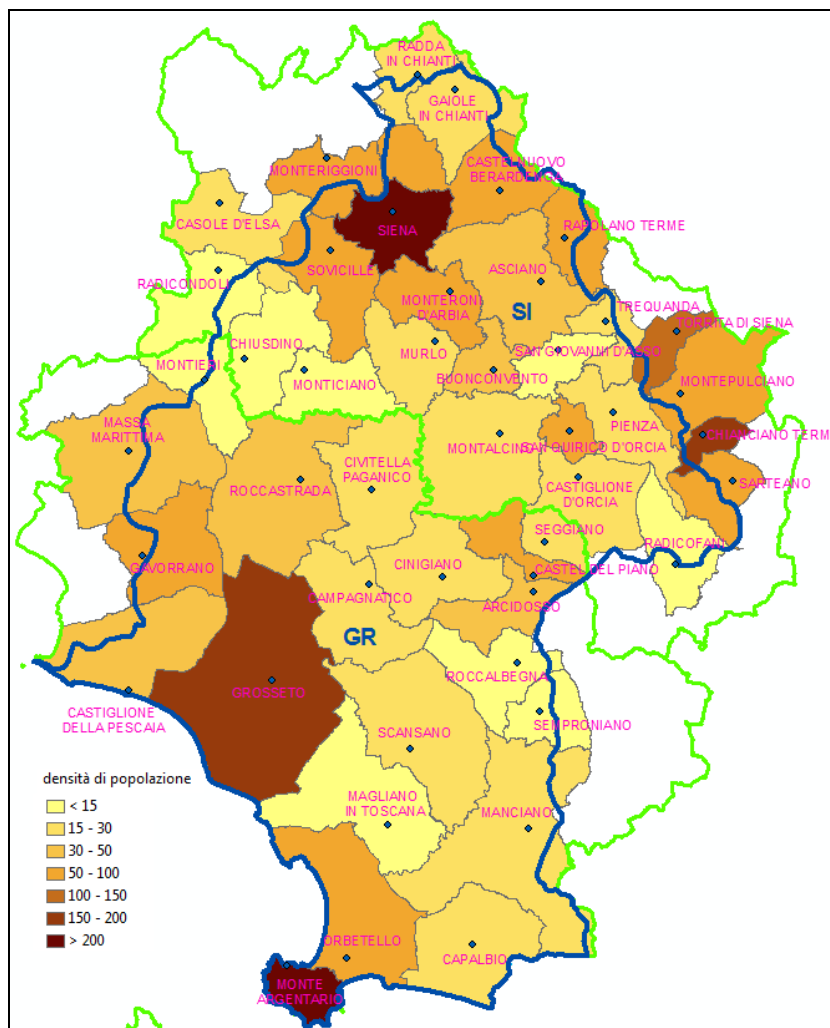 RADDA
IN CHIANTI
GAIOLE
IN CHIANTI
MONTERIGGIONI
CASTELNUOVO
BERARDENGA
CASOLE D'ELSA
SIENA
RAPOLANO TERME
SOVICILLE
ASCIANO
RADICONDOLI
MONTERONI
D'ARBIA
SI
TREQUANDA
TORRITA DI SIENA
CHIUSDINO
MURLO
SAN GIOVANNI D'ASSO
MONTIERI
MONTICIANO
BUONCONVENTO
MONTEPULCIANO
MASSA
MARITTIMA
PIENZA
CHIANCIANO TERM
MONTALCINO
SAN QUIRICO D'ORCIA
CIVITELLA
PAGANICO
ROCCASTRADA
CASTIGLIONE
D'ORCIA
SARTEANO
SEGGIANO
RADICOFANI
GAVORRANO
CINIGIANO
CASTEL DEL PIANO
CAMPAGNATICO
ARCIDOSSO
GR
ROCCALBEGNA
GROSSETO
CASTIGLIONE
DELLA PESCAIA
SEMPRONIANO
SCANSANO
MAGLIANO
IN TOSCANA
MANCIANO
densità di popolazione
< 15
15 - 30
30 - 50
50 - 100
100 - 150
150 - 200
> 200
ORBETELLO
CAPALBIO
MONTE
ARGENTARIO